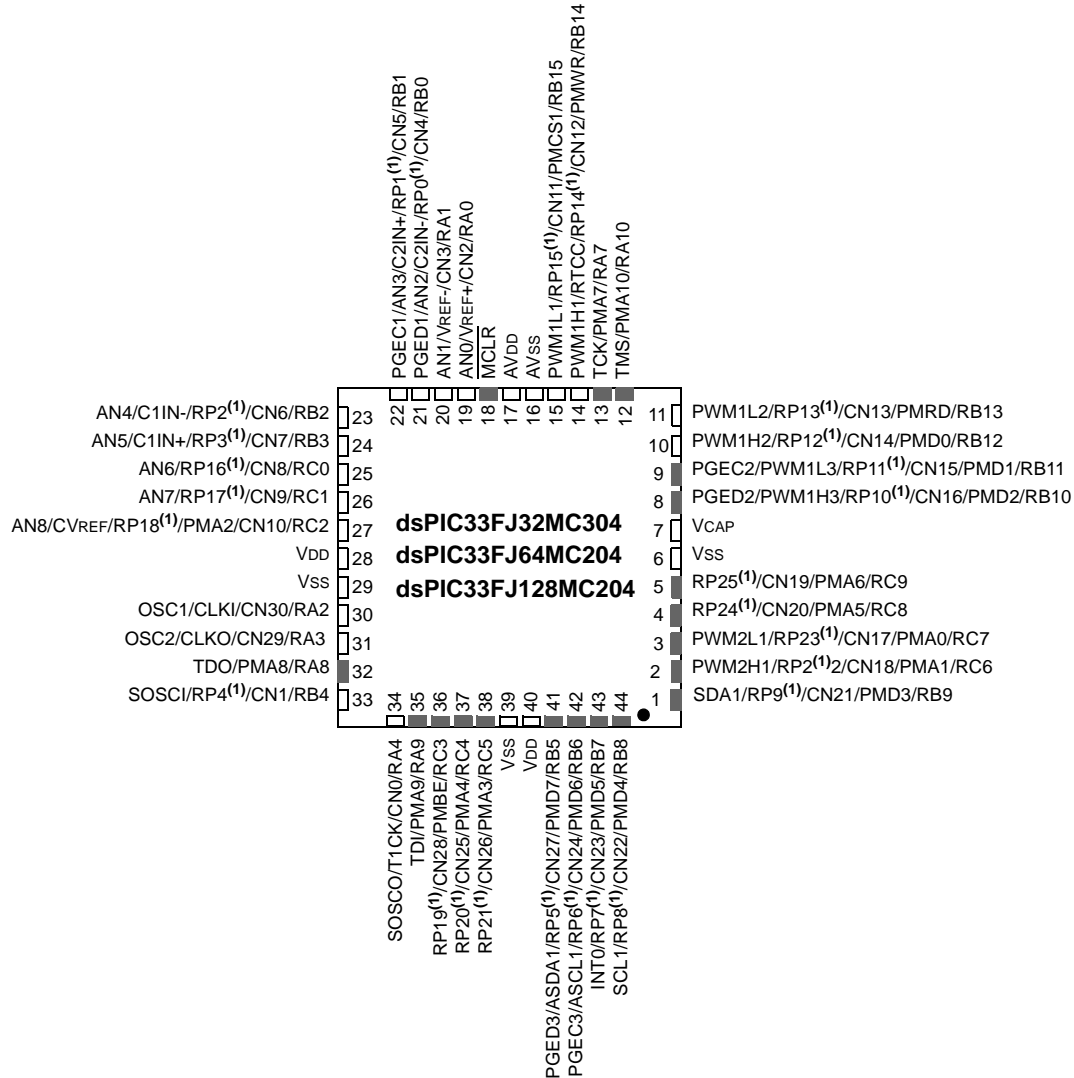 PGEC1/AN3/C2IN+/RP1(1)/CN5/RB1
PGED1/AN2/C2IN-/RP0(1)/CN4/RB0
AN1/VREF-/CN3/RA1
AN0/VREF+/CN2/RA0
MCLR
AVDD
AVSS
PWM1L1/RP15(1)/CN11/PMCS1/RB15
PWM1H1/RTCC/RP14(1)/CN12/PMWR/RB14
TCK/PMA7/RA7
TMS/PMA10/RA10
22 21 20 19 18 17 16 15 14 13 12
AN4/C1IN-/RP2(1)/CN6/RB2 23
AN5/C1IN+/RP3(1)/CN7/RB3 24
AN6/RP16(1)/CN8/RC0 25
AN7/RP17(1)/CN9/RC1 26
AN8/CVREF/RP18(1)/PMA2/CN10/RC2 27
VDD 28
VSS 29
OSC1/CLKI/CN30/RA2 30
OSC2/CLKO/CN29/RA3 31
TDO/PMA8/RA8 32
SOSCI/RP4(1)/CN1/RB4 33
dsPIC33FJ32MC304
dsPIC33FJ64MC204
dsPIC33FJ128MC204
11 PWM1L2/RP13(1)/CN13/PMRD/RB13
10 PWM1H2/RP12(1)/CN14/PMD0/RB12
9 PGEC2/PWM1L3/RP11(1)/CN15/PMD1/RB11
8 PGED2/PWM1H3/RP10(1)/CN16/PMD2/RB10
7 VCAP
6 VSS
5 RP25(1)/CN19/PMA6/RC9
4 RP24(1)/CN20/PMA5/RC8
3 PWM2L1/RP23(1)/CN17/PMA0/RC7
2 PWM2H1/RP2(1)2/CN18/PMA1/RC6
1 SDA1/RP9(1)/CN21/PMD3/RB9
34 35 36 37 38 39 40 41 42 43 44
SOSCO/T1CK/CN0/RA4
TDI/PMA9/RA9
RP19(1)/CN28/PMBE/RC3
RP20(1)/CN25/PMA4/RC4
RP21(1)/CN26/PMA3/RC5
VSS
VDD
PGED3/ASDA1/RP5(1)/CN27/PMD7/RB5
PGEC3/ASCL1/RP6(1)/CN24/PMD6/RB6
INT0/RP7(1)/CN23/PMD5/RB7
SCL1/RP8(1)/CN22/PMD4/RB8